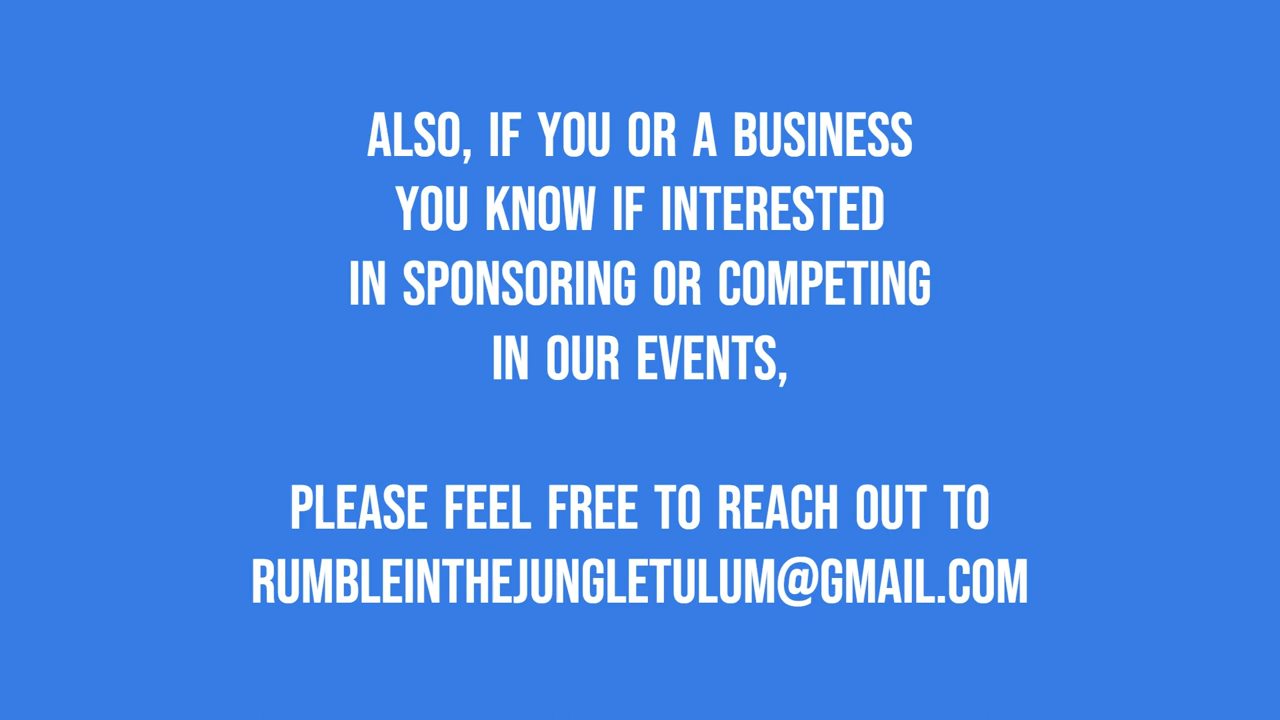 ALSO, IF YOU OR A BUSINESS
YOU KNOW IF INTERESTED
IN SPONSORING OR COMPETING
IN OUR EVENTS,
PLEASE FEEL FREE TO REACH OUT TO
RUMBLEINTHEJUNGLETULUM@GMAIL.COM